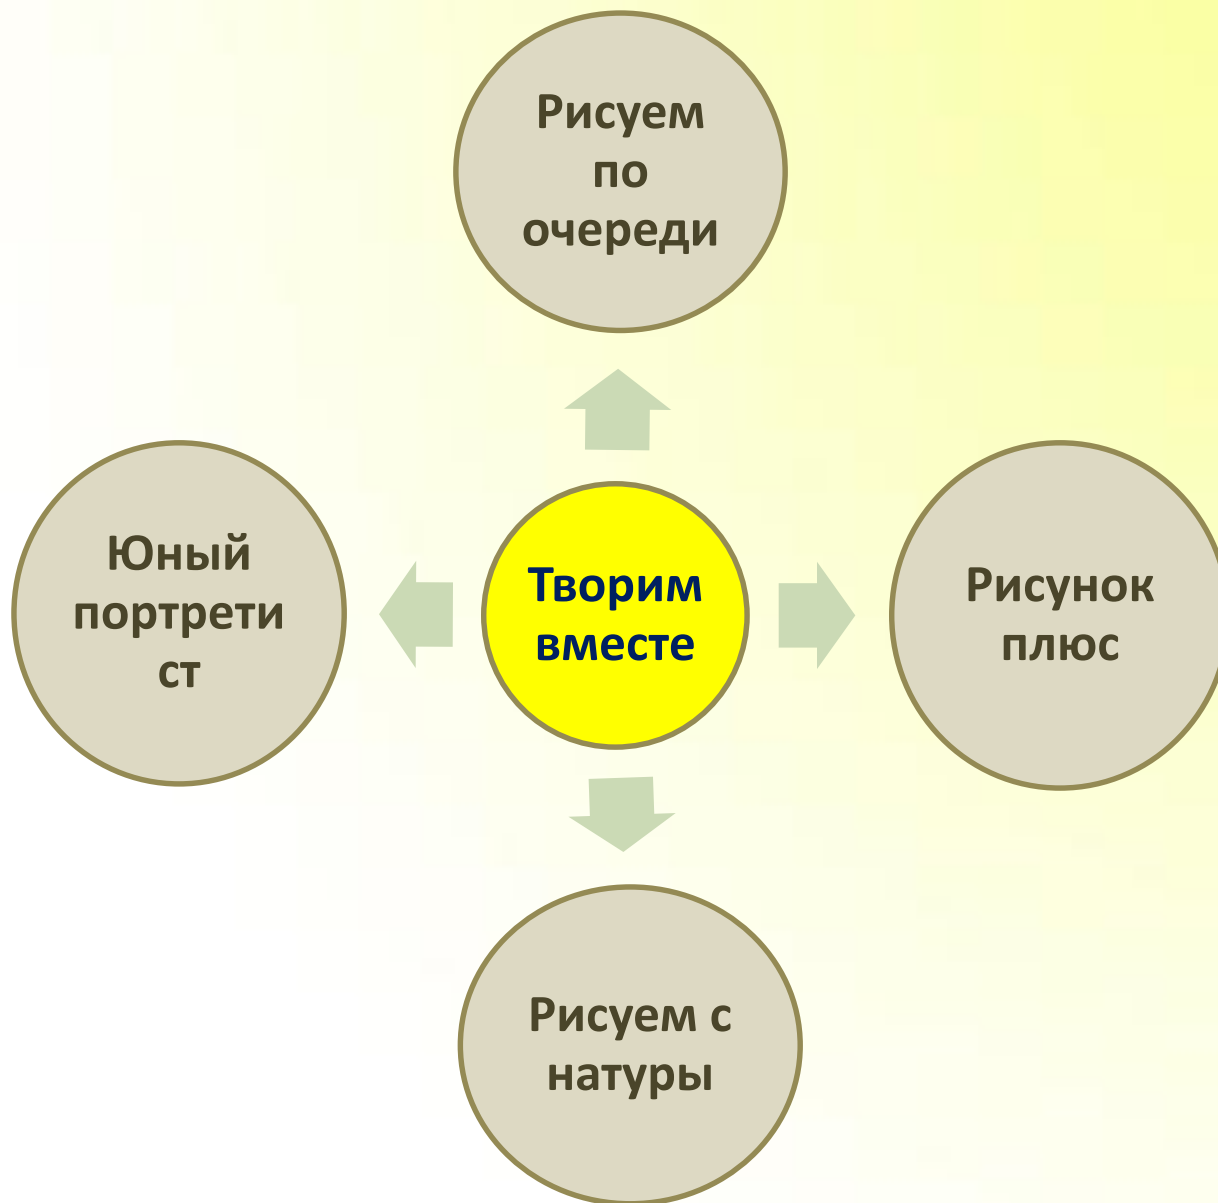 Рисуем
по
очереди
Юный
портрети
ст
Творим
вместе
Рисунок
плюс
Рисуем с
натуры